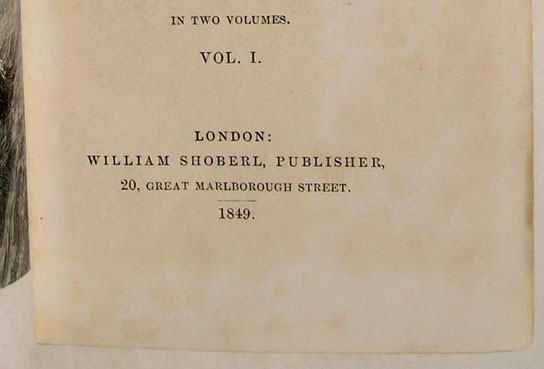 IN TWO VOLUMES.
VOL. I.
LONDON:
WILLIAM SHOBERL, PUBLISHER,
20, GREAT MARLBOROUGH STREET.
1849.